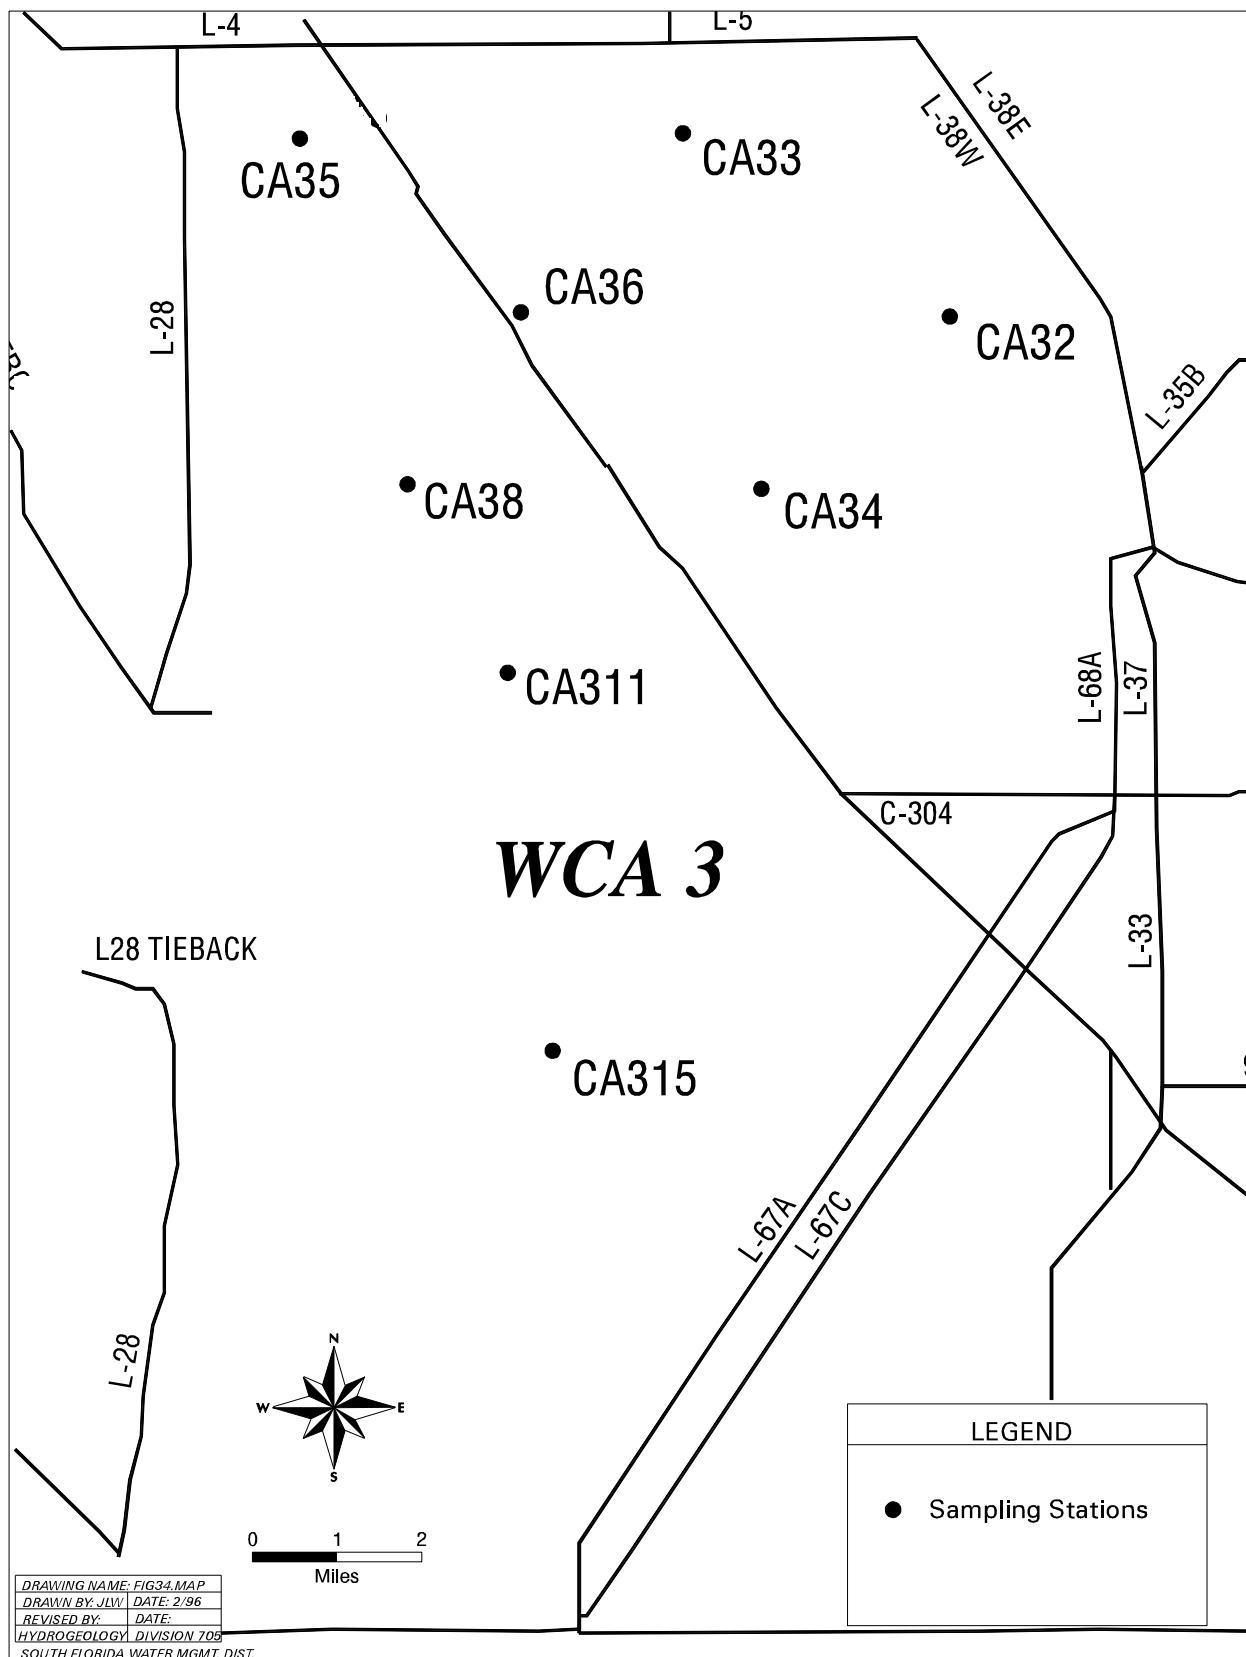 L-4
L-5
L-38E
L-38W
CA35
CA33
CA36
L-28
CA32
L-35B
CA38
CA34
L-68A
L-37
CA311
C-304
WCA 3
L28 TIEBACK
L-33
CA315
L-67A
L-67C
L-28
N
W
E
S
0 1 2
Miles
LEGEND
Sampling Stations
DRAWING NAME: FIG34.MAP
DRAWN BY: JLW DATE: 2/96
REVISED BY: DATE:
HYDROGEOLOGY DIVISION 705
SOUTH FLORIDA WATER MGMT DIST